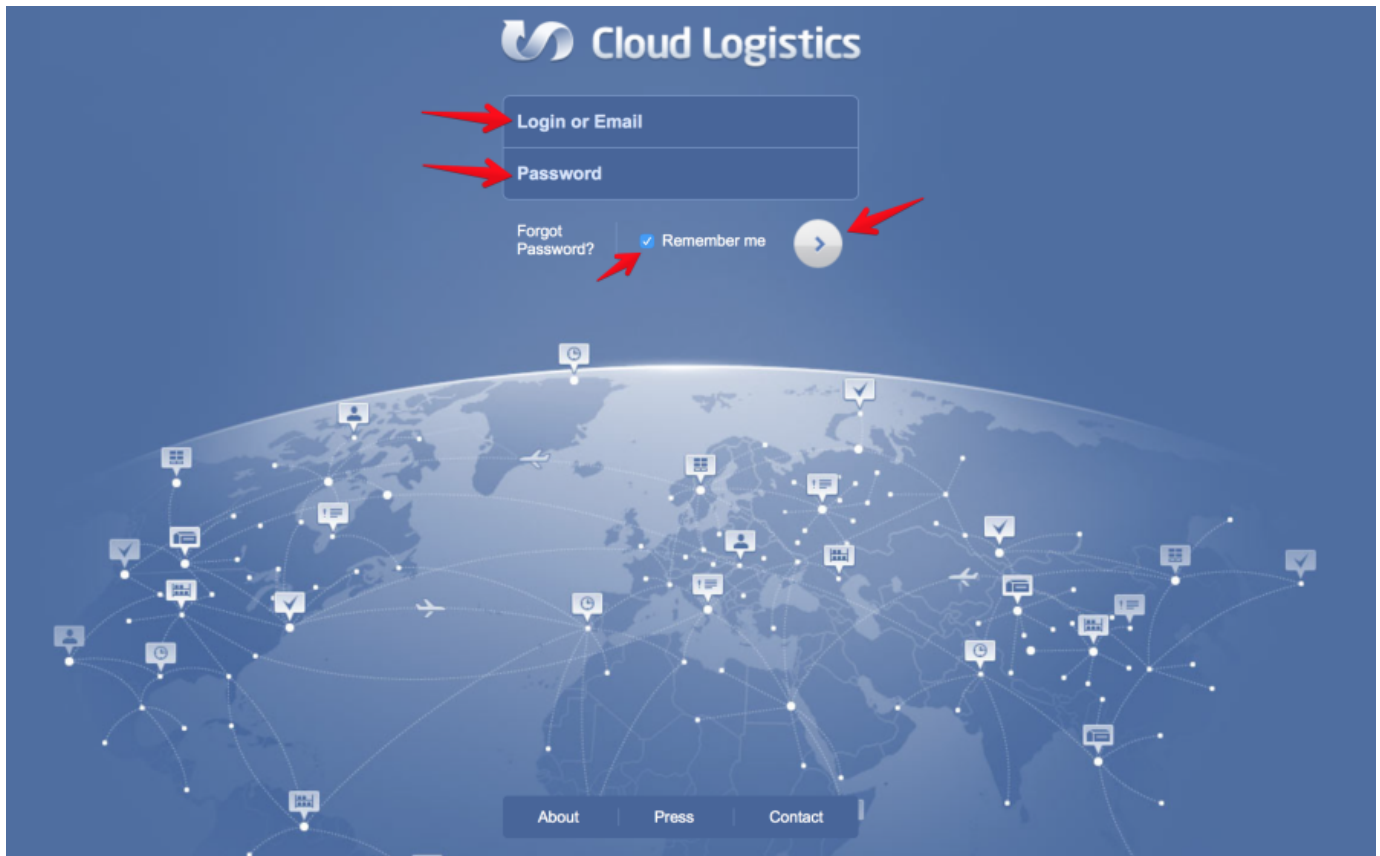 Cloud Logistics
Login or Email
Password
Forgot
Password?
Remember me
About
Press
Contact